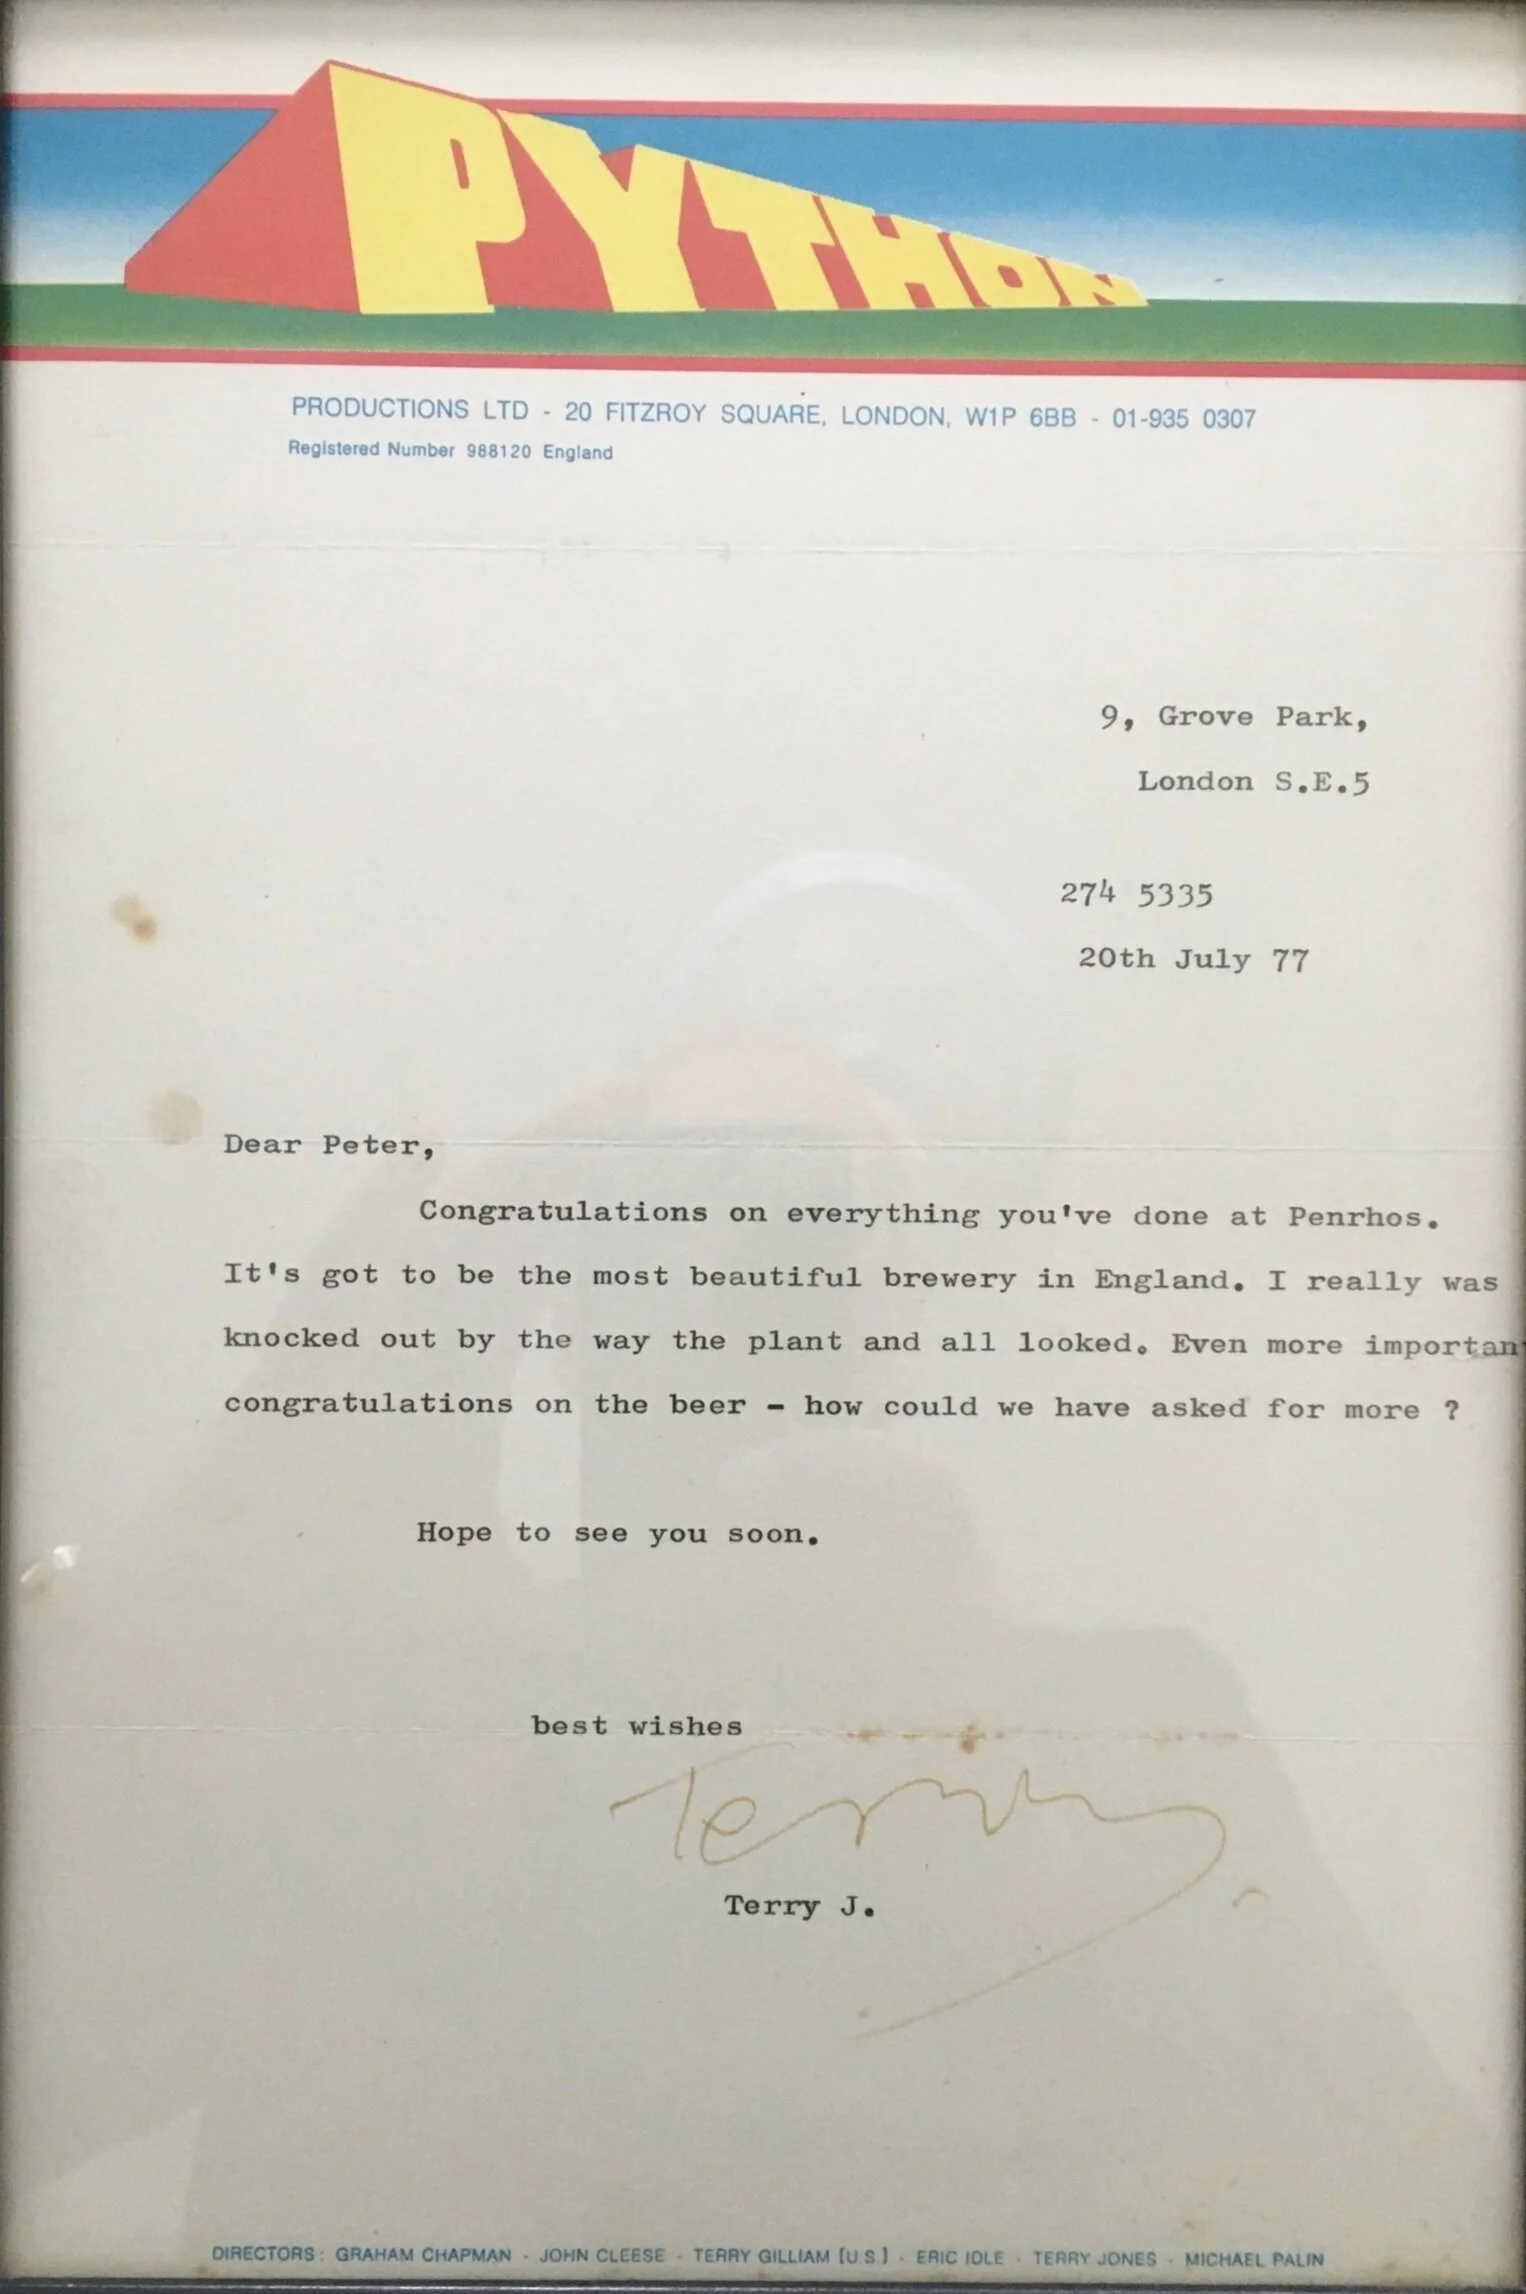 PYTHON
PRODUCTIONS LTD - 20 FITZROY SQUARE, LONDON, W1P 6BB - 01-935 0307
Registered Number 988120 England
9, Grove Park,
London S.E.5
274 5335
20th July 77
Dear Peter,
Congratulations on everything you've done at Penrhos.
It's got to be the most beautiful brewery in England. I really was
knocked out by the way the plant and all looked. Even more importan
congratulations on the beer - how could we have asked for more ?
Hope to see you soon.
best wishes
Terry
Terry J.
DIRECTORS: GRAHAM CHAPMAN - JOHN CLEESE - TERRY GILLIAM [U.S.] - ERIC IDLE - TERRY JONES - MICHAEL PALIN